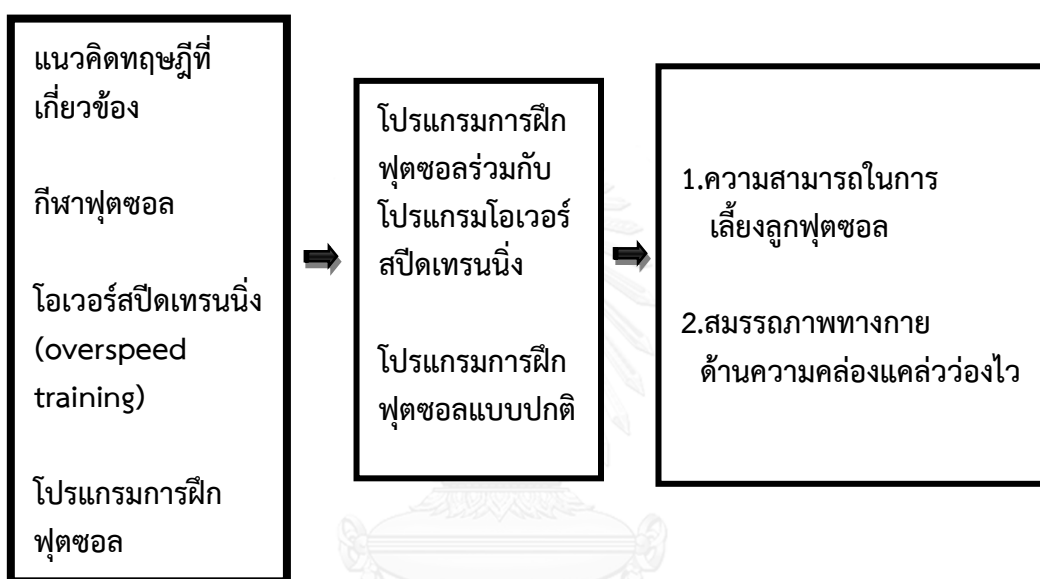 แนวคิดทฤษฎีที่
เกี่ยวข้อง
กีฬาฟุตซอล
โอเวอร์สปีดเทรนนิ่ง
(overspeed
training)
โปรแกรมการฝึก
ฟุตซอล
โปรแกรมการฝึก
ฟุตซอลร่วมกับ
โปรแกรมโอเวอร์
สปีดเทรนนิ่ง
โปรแกรมการฝึก
ฟุตซอลแบบปกติ
1.ความสามารถในการ
เลี้ยงลูกฟุตซอล
2.สมรรถภาพทางกาย
ด้านความคล่องแคล่วว่องไว